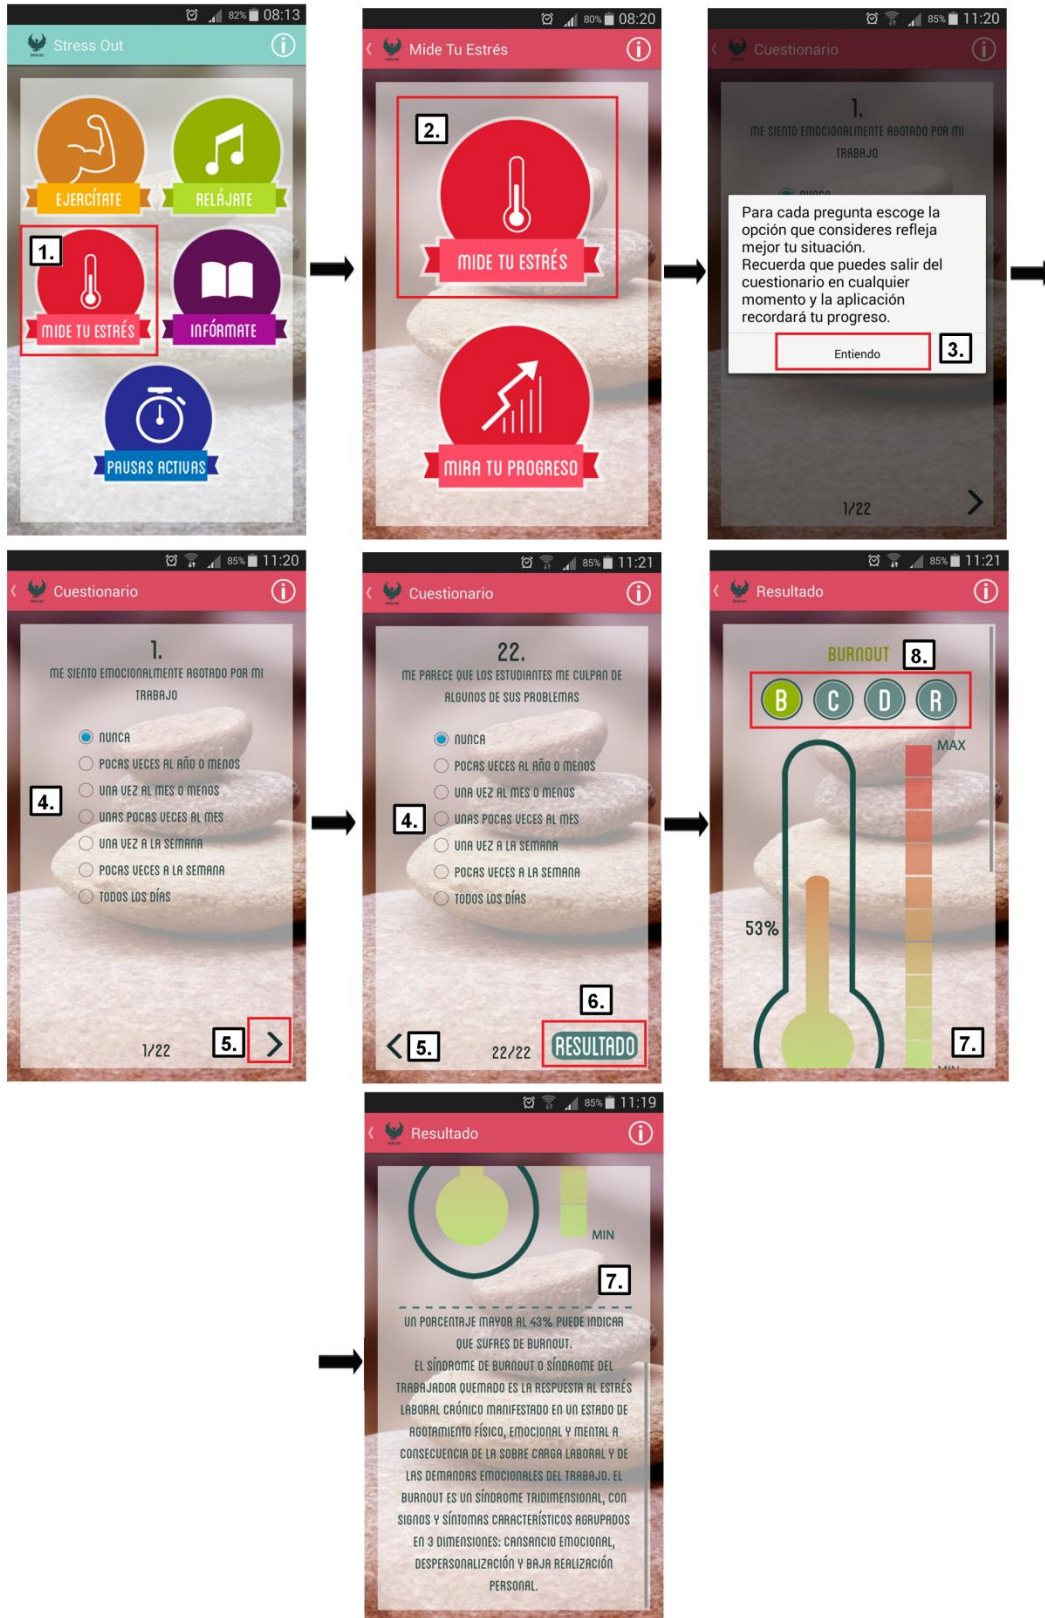 82% 08:13
Stress Out
EJERCÍTATE
RELÁJATE
1.
MIDE TU ESTRÉS
INFÓRMATE
PAUSAS ACTIVAS
80% 08:20
Mide Tu Estrés
2.
MIDE TU ESTRÉS
MIRA TU PROGRESO
85% 11:20
Cuestionario
1.
ME SIENTO EMOCIONALMENTE AGOTADO POR MI
TRABAJO
NUNCA
Para cada pregunta escoge la
opción que consideres refleja
mejor tu situación.
Recuerda que puedes salir del
cuestionario en cualquier
momento y la aplicación
recordará tu progreso.
Entiendo
3.
1/22
85% 11:20
Cuestionario
1.
ME SIENTO EMOCIONALMENTE AGOTADO POR MI
TRABAJO
NUNCA
POCAS VECES AL AÑO O MENOS
UNA VEZ AL MES O MENOS
4.
UNAS POCAS VECES AL MES
UNA VEZ A LA SEMANA
POCAS VECES A LA SEMANA
TODOS LOS DÍAS
1/22
5.
85% 11:21
Cuestionario
22.
ME PARECE QUE LOS ESTUDIANTES ME CULPAN DE
ALGUNOS DE SUS PROBLEMAS
NUNCA
POCAS VECES AL AÑO O MENOS
UNA VEZ AL MES O MENOS
4.
UNAS POCAS VECES AL MES
UNA VEZ A LA SEMANA
POCAS VECES A LA SEMANA
TODOS LOS DÍAS
6.
5.
22/22
RESULTADO
85% 11:21
Resultado
BURNOUT
8.
B C D R
MAX
53%
7.
MIN
85% 11:19
Resultado
MIN
7.
UN PORCENTAJE MAYOR AL 43% PUEDE INDICAR
QUE SUFRES DE BURNOUT.
EL SÍNDROME DE BURNOUT O SÍNDROME DEL
TRABAJADOR QUEMADO ES LA RESPUESTA AL ESTRÉS
LABORAL CRÓNICO MANIFESTADO EN UN ESTADO DE
AGOTAMIENTO FÍSICO, EMOCIONAL Y MENTAL A
CONSECUENCIA DE LA SOBRE CARGA LABORAL Y DE
LAS DEMANDAS EMOCIONALES DEL TRABAJO. EL
BURNOUT ES UN SÍNDROME TRIDIMENSIONAL, CON
SIGNOS Y SÍNTOMAS CARACTERÍSTICOS AGRUPADOS
EN 3 DIMENSIONES: CANSANCIO EMOCIONAL,
DESPERSONALIZACIÓN Y BAJA REALIZACIÓN
PERSONAL.